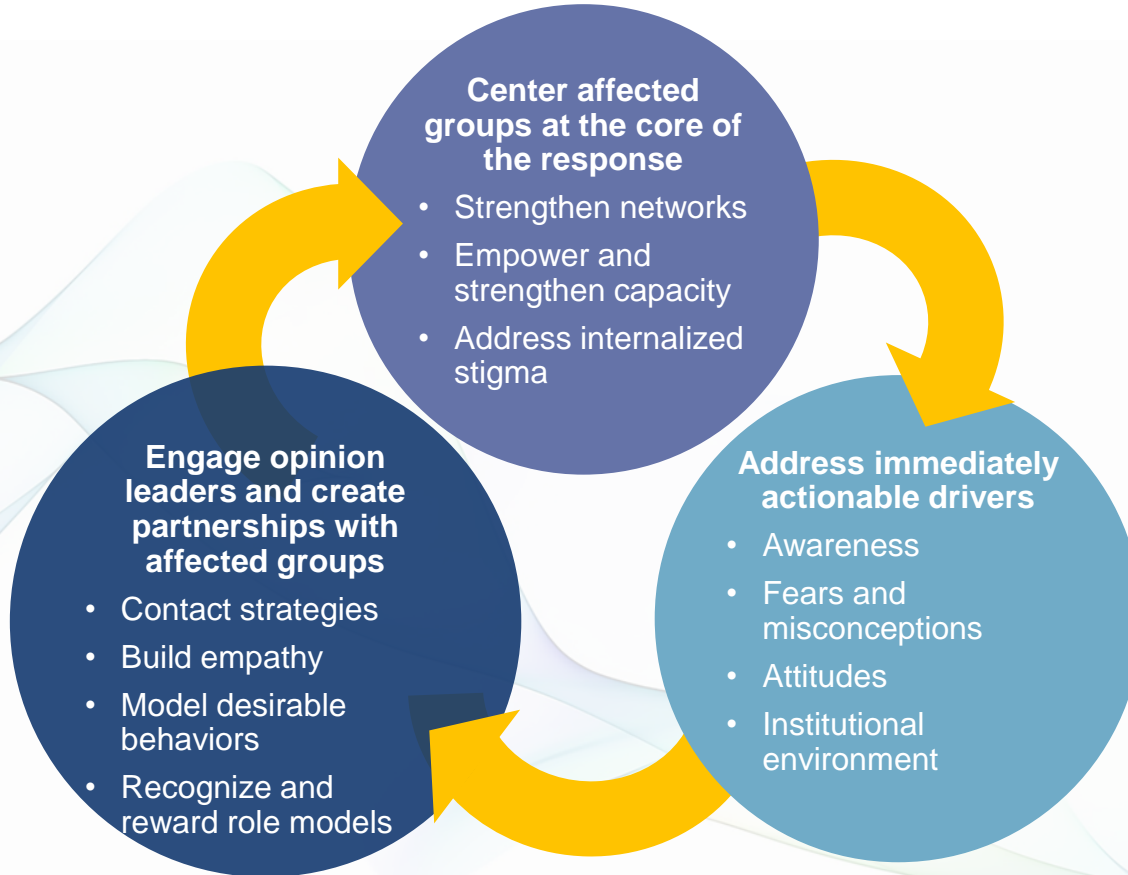 Center affected
groups at the core of
the response
• Strengthen networks
• Empower and
strengthen capacity
• Address internalized
stigma
Address immediately
actionable drivers
• Awareness
• Fears and
misconceptions
• Attitudes
• Institutional
environment
Engage opinion
leaders and create
partnerships with
affected groups
• Contact strategies
• Build empathy
• Model desirable
behaviors
• Recognize and
reward role models